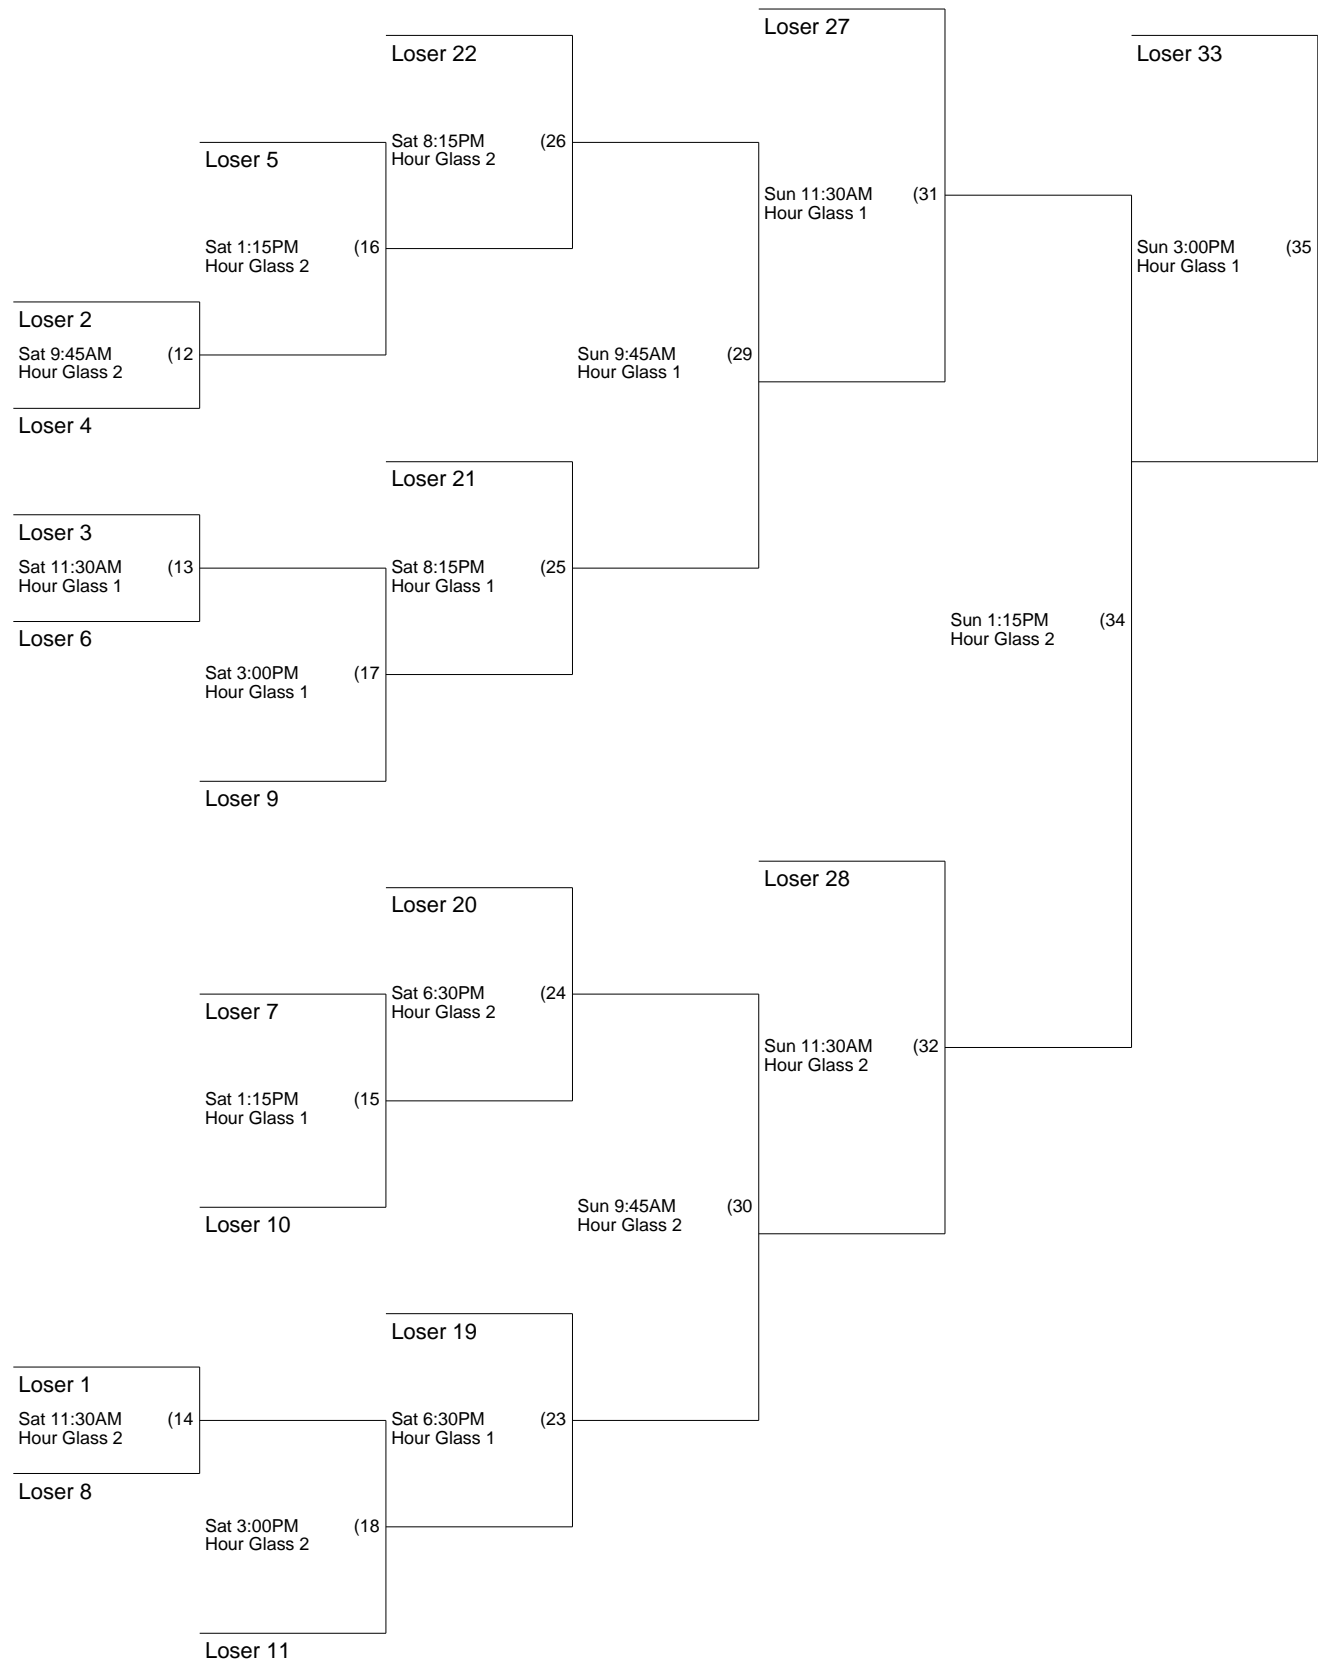 Loser 27
Loser 22
Loser 33
Sat 8:15PM (26
Hour Glass 2
Loser 5
Sun 11:30AM (31
Hour Glass 1
Sat 1:15PM (16
Hour Glass 2
Sun 3:00PM (35
Hour Glass 1
Loser 2
Sat 9:45AM (12
Hour Glass 2
Sun 9:45AM (29
Hour Glass 1
Loser 4
Loser 21
Loser 3
Sat 11:30AM (13
Hour Glass 1
Sat 8:15PM (25
Hour Glass 1
Loser 6
Sun 1:15PM (34
Hour Glass 2
Sat 3:00PM (17
Hour Glass 1
Loser 9
Loser 28
Loser 20
Sat 6:30PM (24
Hour Glass 2
Loser 7
Sun 11:30AM (32
Hour Glass 2
Sat 1:15PM (15
Hour Glass 1
Sun 9:45AM (30
Hour Glass 2
Loser 10
Loser 19
Loser 1
Sat 11:30AM (14
Hour Glass 2
Sat 6:30PM (23
Hour Glass 1
Loser 8
Sat 3:00PM (18
Hour Glass 2
Loser 11